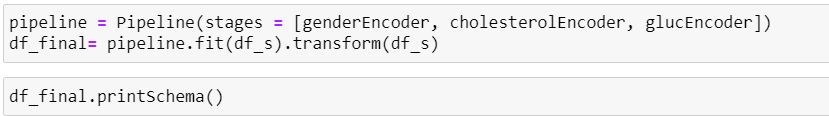 pipeline = Pipeline(stages = [genderEncoder, cholesterolEncoder, glucEncoder])
df_final= pipeline.fit(df_s).transform(df_s)
df_final.printSchema()